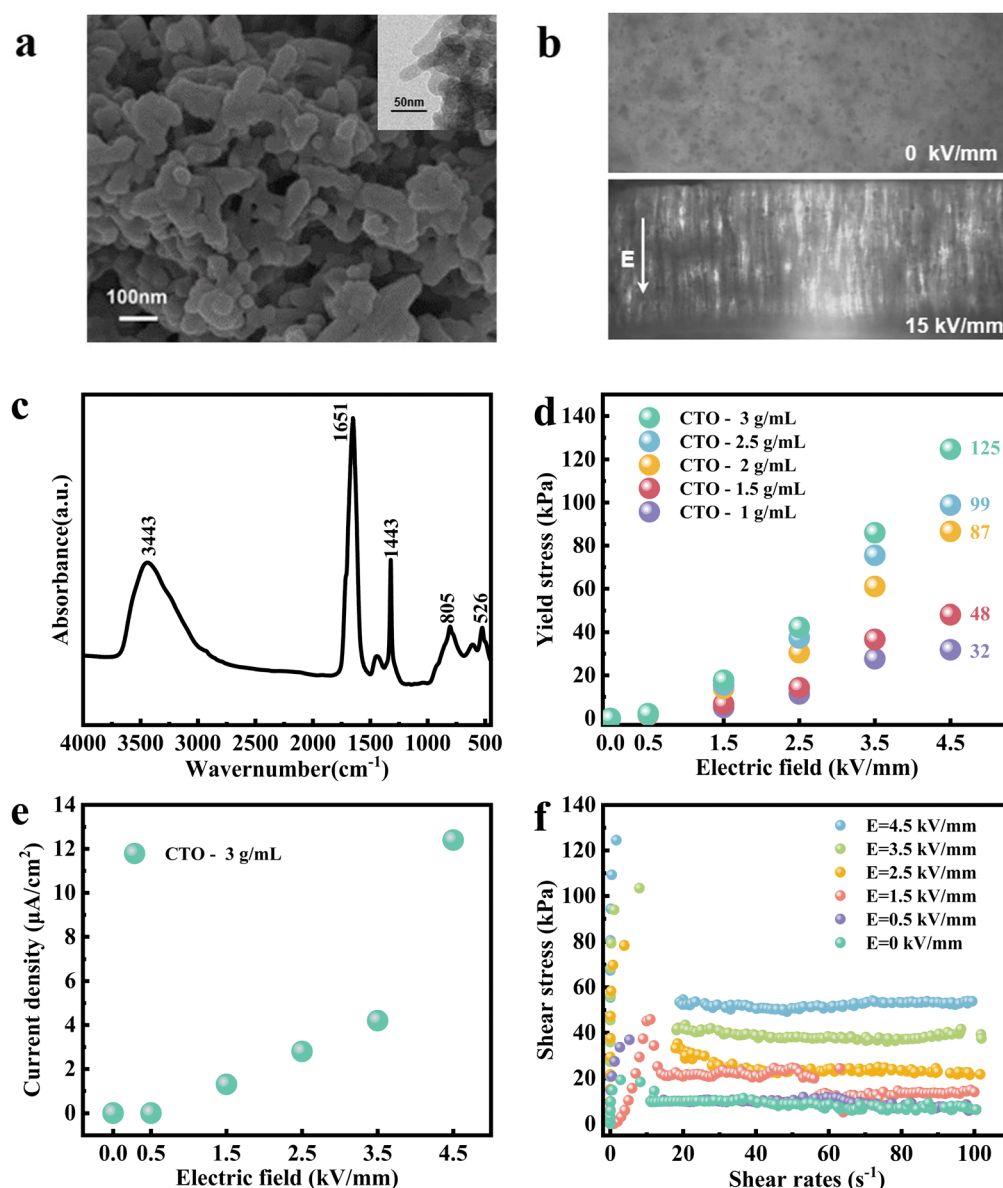 a
50nm
100nm
b
0 kV/mm
E
15 kV/mm
c
Absorbance(a.u.)
3443
1651
1443
805
526
4000 3500 3000 2500 2000 1500 1000 500
Wavernumber(cm⁻¹)
d
Yield stress (kPa)
140
120
100
80
60
40
20
0
CTO - 3 g/mL
CTO - 2.5 g/mL
CTO - 2 g/mL
CTO - 1.5 g/mL
CTO - 1 g/mL
125
99
87
48
32
0.0 0.5 1.5 2.5 3.5 4.5
Electric field (kV/mm)
e
Current density (μA/cm²)
14
12
10
8
6
4
2
0
CTO - 3 g/mL
0.0 0.5 1.5 2.5 3.5 4.5
Electric field (kV/mm)
f
Shear stress (kPa)
140
120
100
80
60
40
20
0
E=4.5 kV/mm
E=3.5 kV/mm
E=2.5 kV/mm
E=1.5 kV/mm
E=0.5 kV/mm
E=0 kV/mm
0 20 40 60 80 100
Shear rates (s⁻¹)